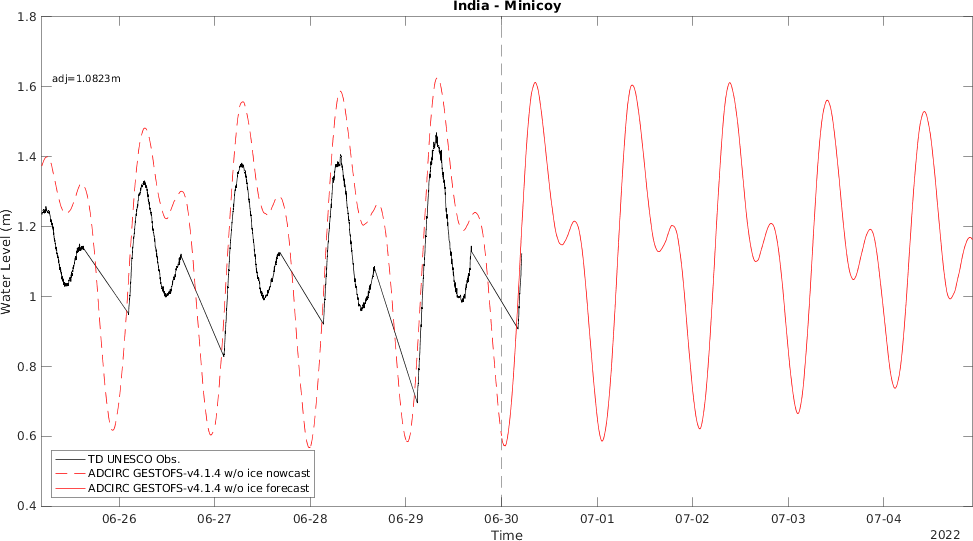 India - Minicoy
1.8
1.6
1.4
1.2
1
0.8
0.6
0.4
Water Level (m)
adj=1.0823m
TD UNESCO Obs.
ADCIRC GESTOFS-v4.1.4 w/o ice nowcast
ADCIRC GESTOFS-v4.1.4 w/o ice forecast
06-26 06-27 06-28 06-29 06-30 07-01 07-02 07-03 07-04
Time
2022